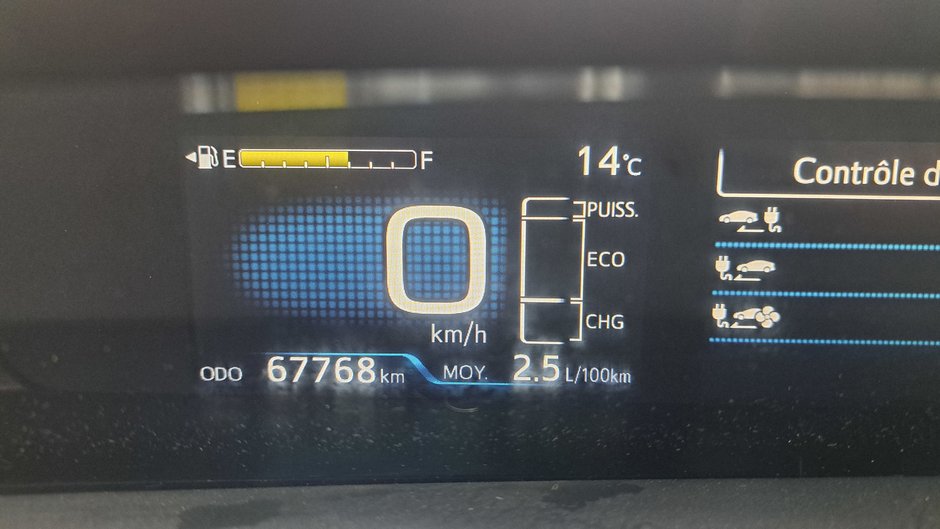 E F 14°C
Contrôle d
PUISS.
0
ECO
km/h
CHG
ODO 67768 km MOY. 2.5 L/100km